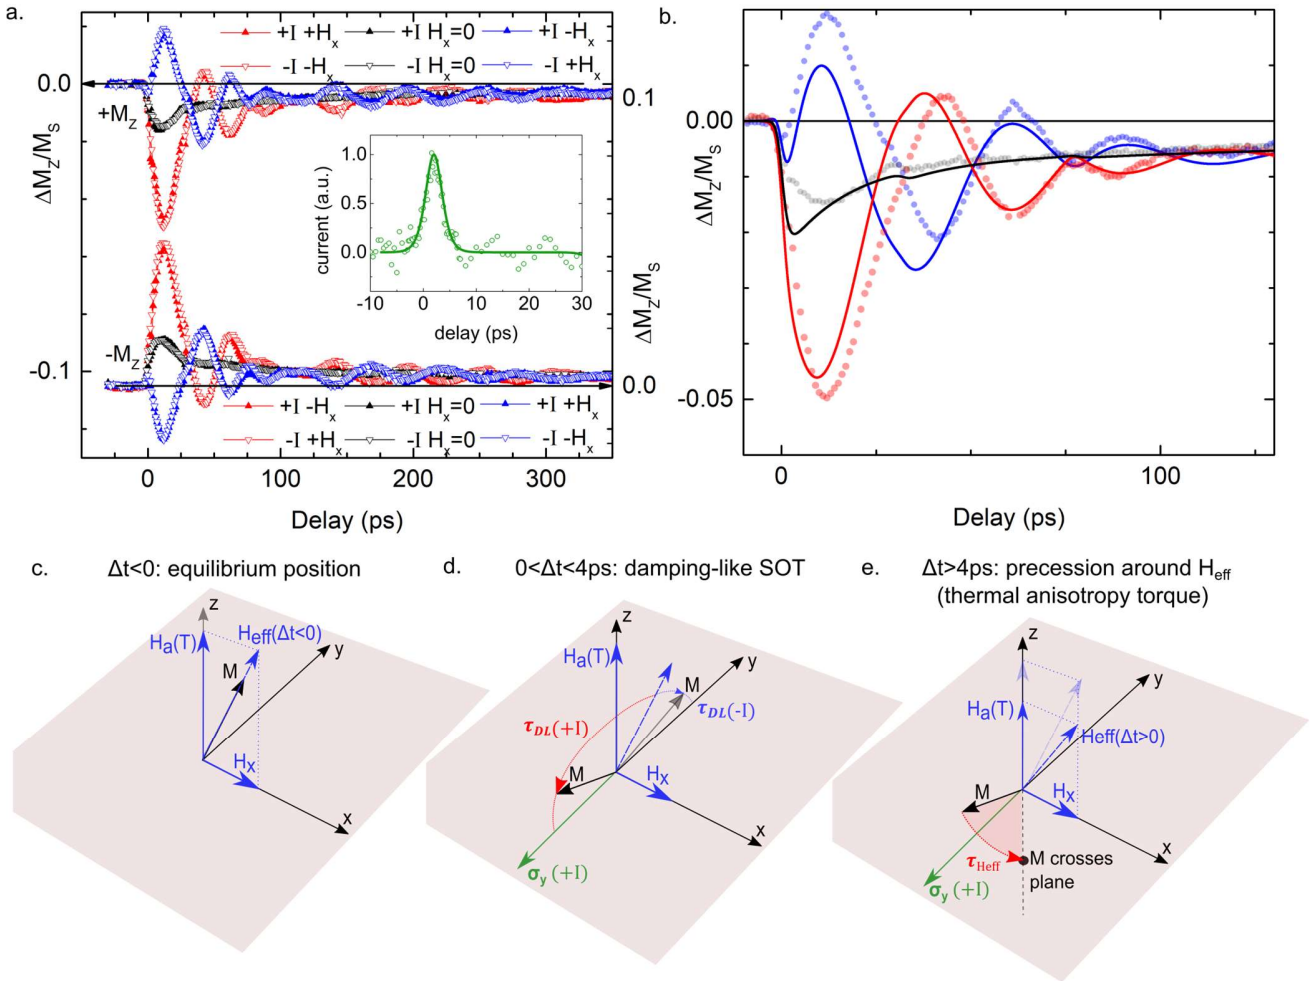 a.
+I +Hx
+I Hx=0
+I -Hx
-I -Hx
-I Hx=0
-I +Hx
0.0
0.1
+MZ
ΔMZ/MS
1.0
0.5
0.0
current (a.u.)
-10 0 10 20 30
delay (ps)
ΔMZ/MS
-MZ
-0.1
0.0
+I -Hx
+I Hx=0
+I +Hx
-I +Hx
-I Hx=0
-I -Hx
0 100 200 300
Delay (ps)
b.
0.00
ΔMZ/MS
-0.05
0 100
Delay (ps)
c. Δt<0: equilibrium position
z
Ha(T)
Heff(Δt<0)
y
M
Hx
x
d. 0<Δt<4ps: damping-like SOT
z
y
Ha(T)
M
τDL(-I)
τDL(+I)
M
Hx
x
σy (+I)
e. Δt>4ps: precession around Heff
(thermal anisotropy torque)
z
y
Ha(T)
Heff(Δt>0)
M
Hx
x
τHeff
M crosses
plane
σy (+I)